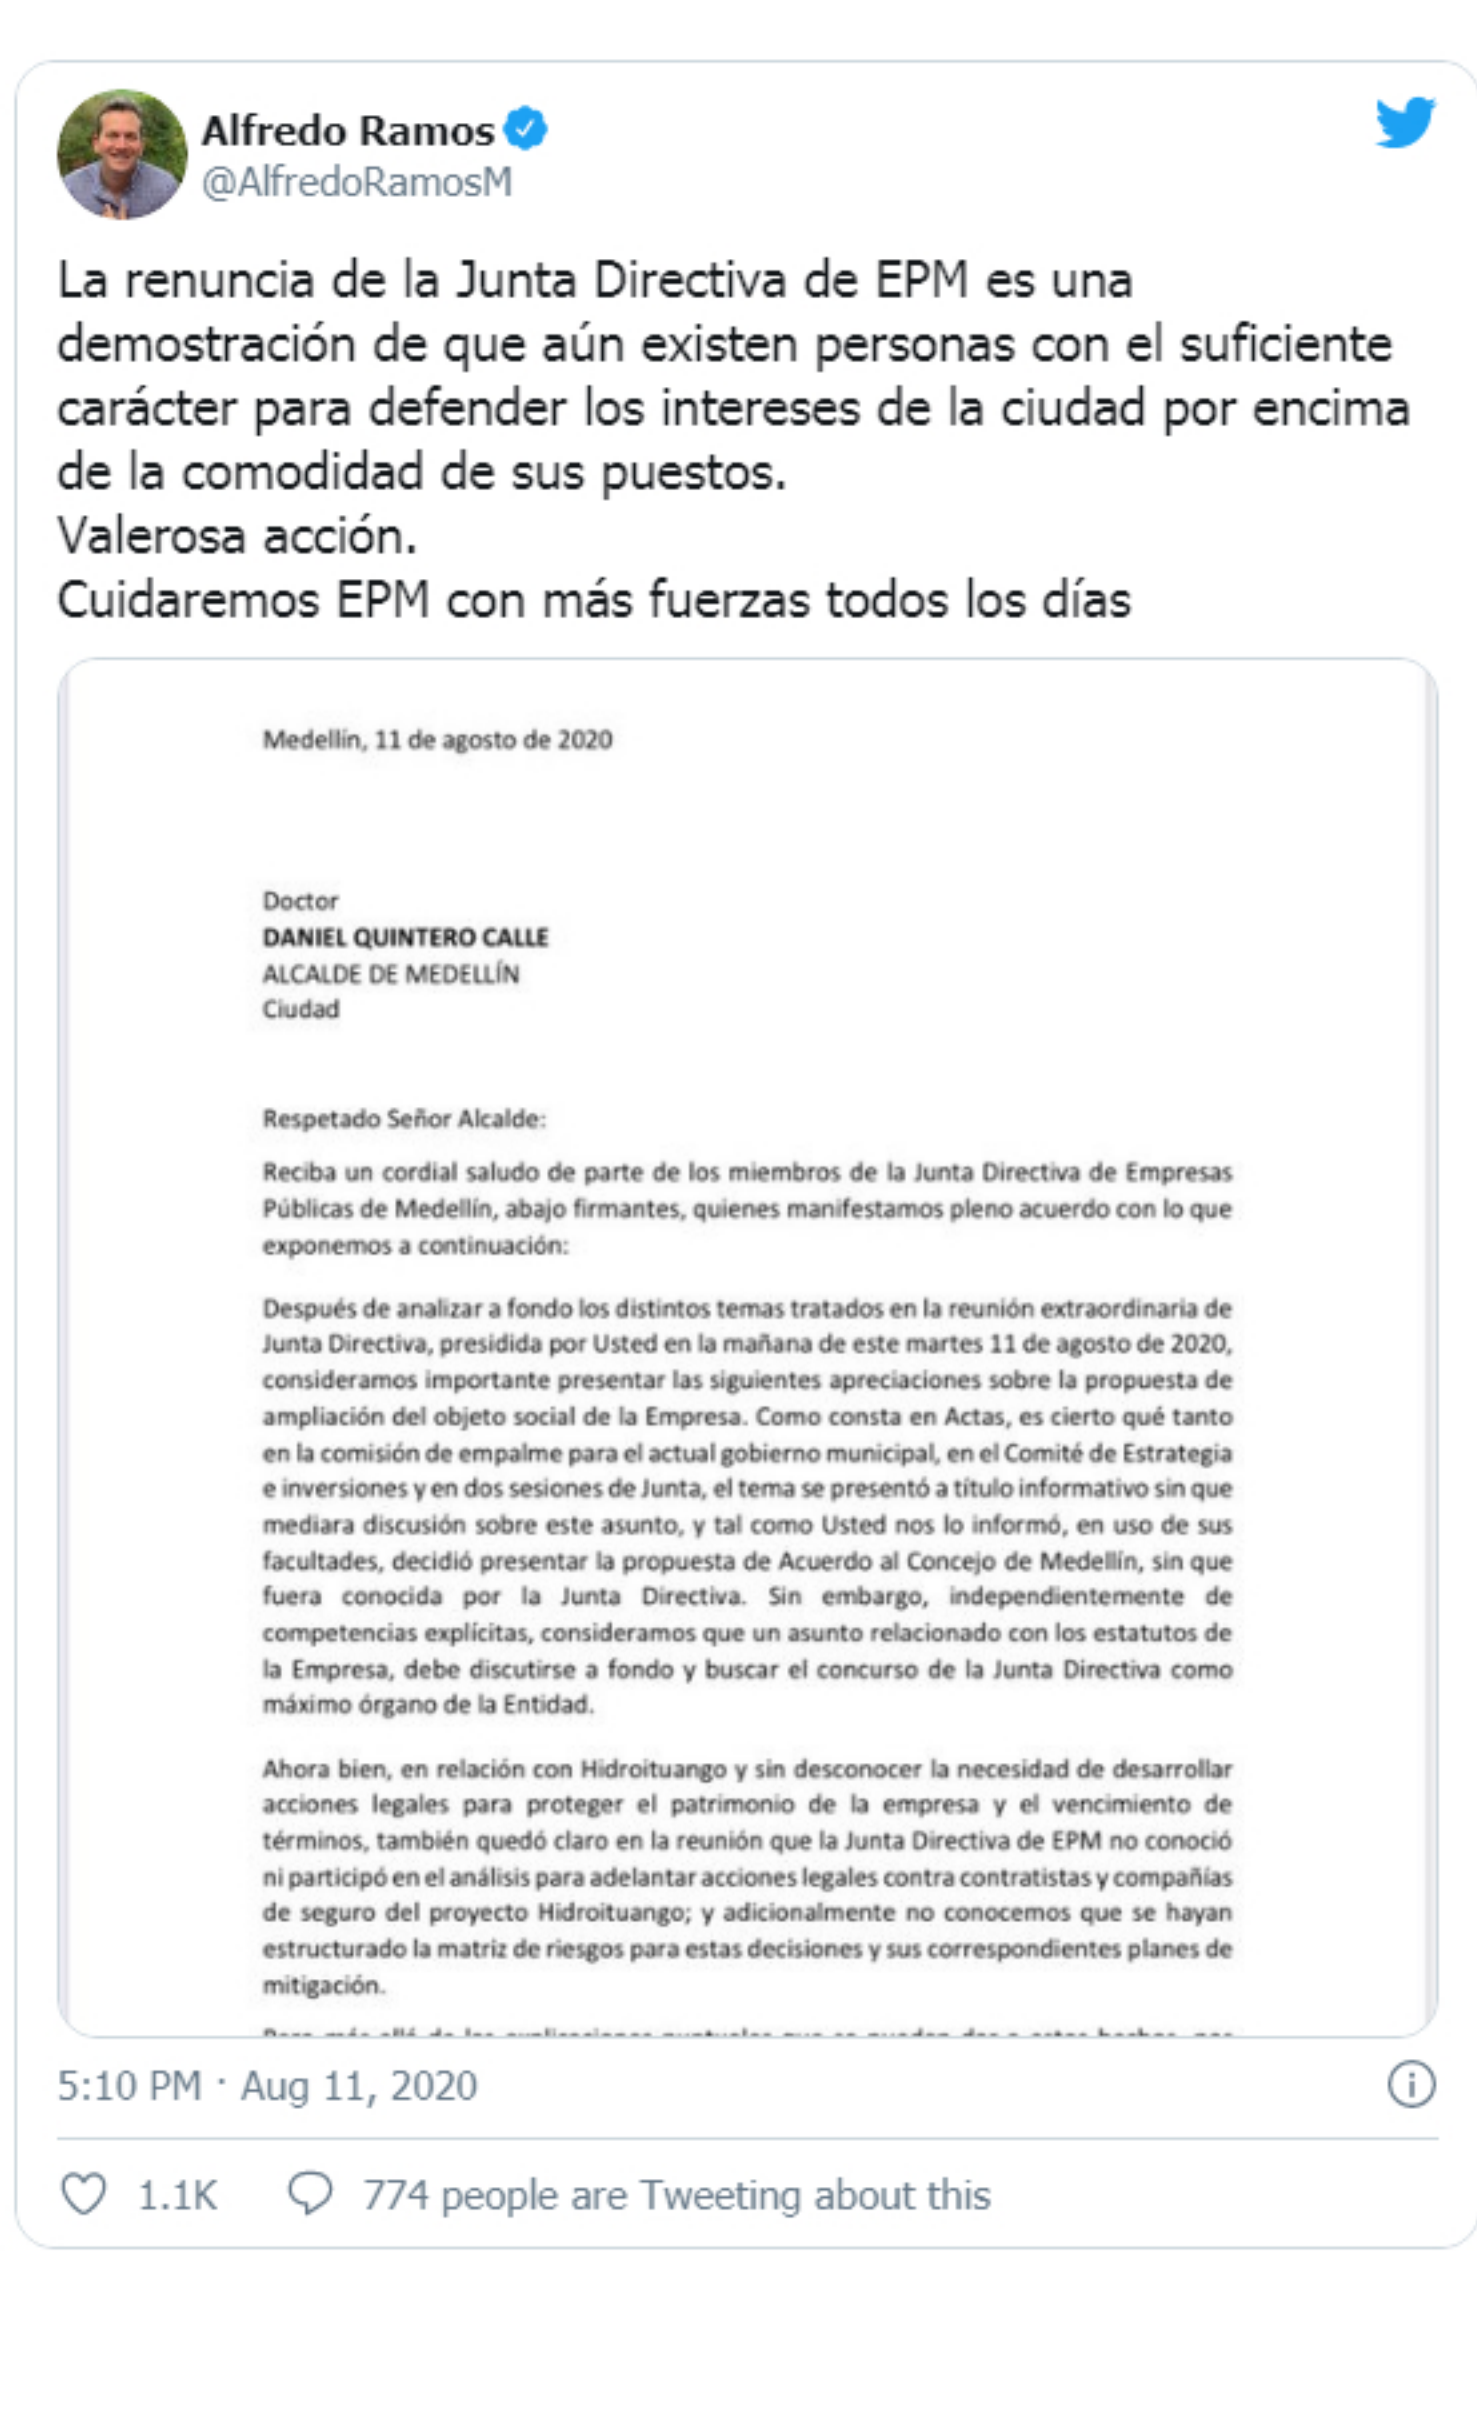 Alfredo Ramos
@AlfredoRamosM
La renuncia de la Junta Directiva de EPM es una
demostración de que aún existen personas con el suficiente
carácter para defender los intereses de la ciudad por encima
de la comodidad de sus puestos.
Valerosa acción.
Cuidaremos EPM con más fuerzas todos los días
Medellín, 11 de agosto de 2020
Doctor
DANIEL QUINTERO CALLE
ALCALDE DE MEDELLÍN
Ciudad
Respetado Señor Alcalde:
Reciba un cordial saludo de parte de los miembros de la Junta Directiva de Empresas
Públicas de Medellín, abajo firmantes, quienes manifestamos pleno acuerdo con lo que
exponemos a continuación:
Después de analizar a fondo los distintos temas tratados en la reunión extraordinaria de
Junta Directiva, presidida por Usted en la mañana de este martes 11 de agosto de 2020,
consideramos importante presentar las siguientes apreciaciones sobre la propuesta de
ampliación del objeto social de la Empresa. Como consta en Actas, es cierto qué tanto
en la comisión de empalme para el actual gobierno municipal, en el Comité de Estrategia
e inversiones y en dos sesiones de Junta, el tema se presentó a título informativo sin que
mediara discusión sobre este asunto, y tal como Usted nos lo informó, en uso de sus
facultades, decidió presentar la propuesta de Acuerdo al Concejo de Medellín, sin que
fuera conocida por la Junta Directiva. Sin embargo, independientemente de
competencias explícitas, consideramos que un asunto relacionado con los estatutos de
la Empresa, debe discutirse a fondo y buscar el concurso de la Junta Directiva como
máximo órgano de la Entidad.
Ahora bien, en relación con Hidroituango y sin desconocer la necesidad de desarrollar
acciones legales para proteger el patrimonio de la empresa y el vencimiento de
términos, también quedó claro en la reunión que la Junta Directiva de EPM no conoció
ni participó en el análisis para adelantar acciones legales contra contratistas y compañías
de seguro del proyecto Hidroituango; y adicionalmente no conocemos que se hayan
estructurado la matriz de riesgos para estas decisiones y sus correspondientes planes de
mitigación.
5:10 PM · Aug 11, 2020
1.1K 774 people are Tweeting about this